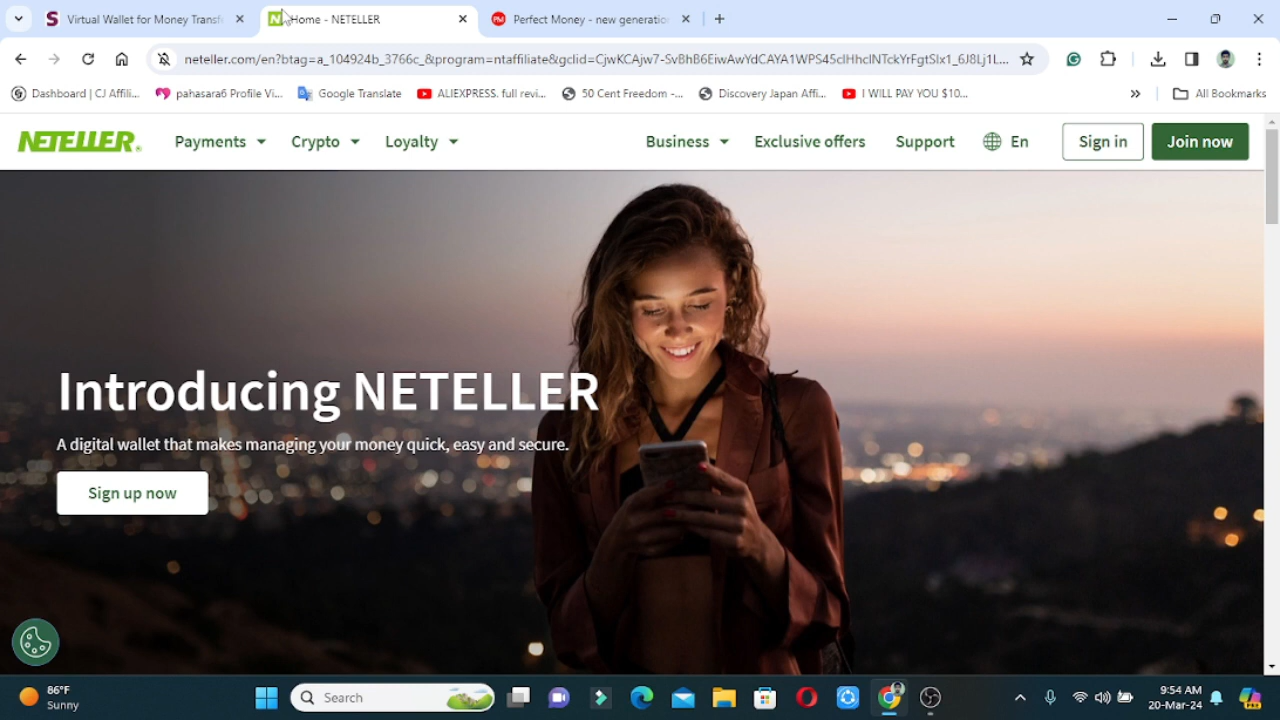 Virtual Wallet for Money Transf
Home - NETELLER
PM
Perfect Money - new generatio
neteller.com/en?btag=a_104924b_3766c_&program=ntaffiliate&gclid=CjwKCAjw7-SvBhB6EiwAwYdCAYA1WPS45cIHhcINTckYrFgtSlx1_6J8Lj1L...
Dashboard | CJ Affili...
pahasara6 Profile Vi...
Google Translate
ALIEXPRESS. full revi...
50 Cent Freedom -...
Discovery Japan Affi...
I WILL PAY YOU $10...
All Bookmarks
NETELLER®
Payments
Crypto
Loyalty
Business
Exclusive offers
Support
En
Sign in
Join now
Introducing NETELLER
A digital wallet that makes managing your money quick, easy and secure.
Sign up now
86°F
Sunny
Search
9:54 AM
20-Mar-24